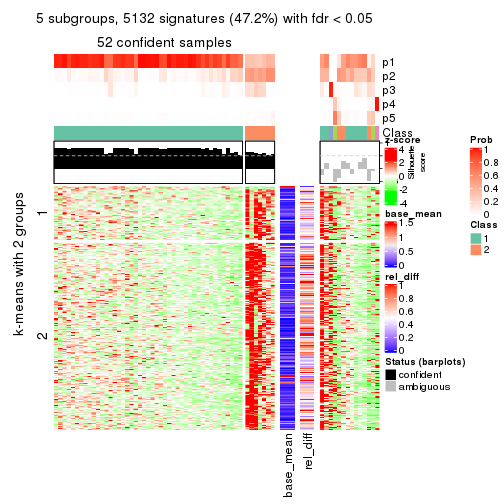 5 subgroups, 5132 signatures (47.2%) with fdr < 0.05
52 confident samples
p1
p2
p3
p4
p5
Class
k-means with 2 groups
1
2
Silhouette
score
base_mean
rel_diff
z-score
4
2
0
-2
-4
base_mean
1.5
1
0.5
0
rel_diff
1
0.8
0.6
0.4
0.2
0
Status (barplots)
confident
ambiguous
Prob
1
0.8
0.6
0.4
0.2
0
Class
1
2